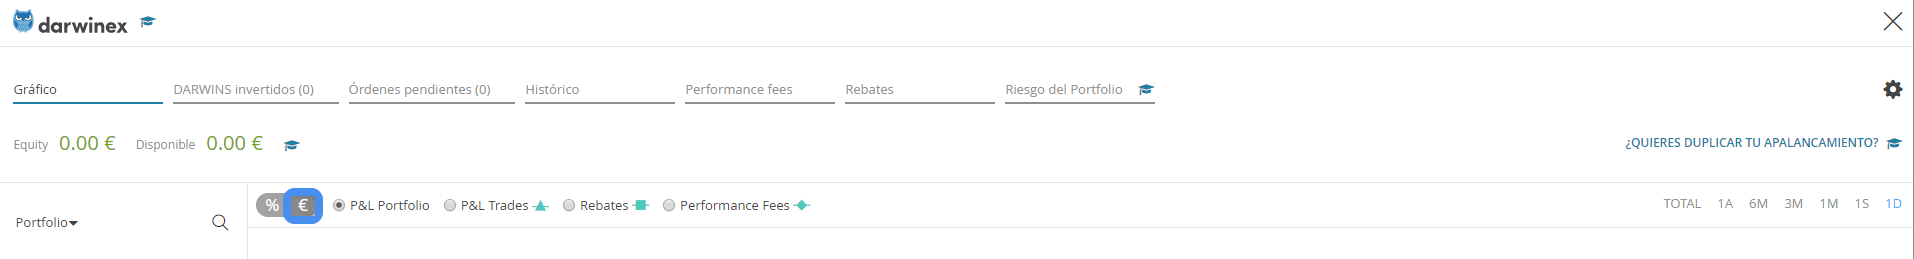 darwinex
Gráfico DARWINS invertidos (0) Órdenes pendientes (0) Histórico Performance fees Rebates Riesgo del Portfolio
Equity 0.00 € Disponible 0.00 € ¿QUIERES DUPLICAR TU APALANCAMIENTO?
% € P&L Portfolio P&L Trades Rebates Performance Fees TOTAL 1A 6M 3M 1M 1S 1D
Portfolio